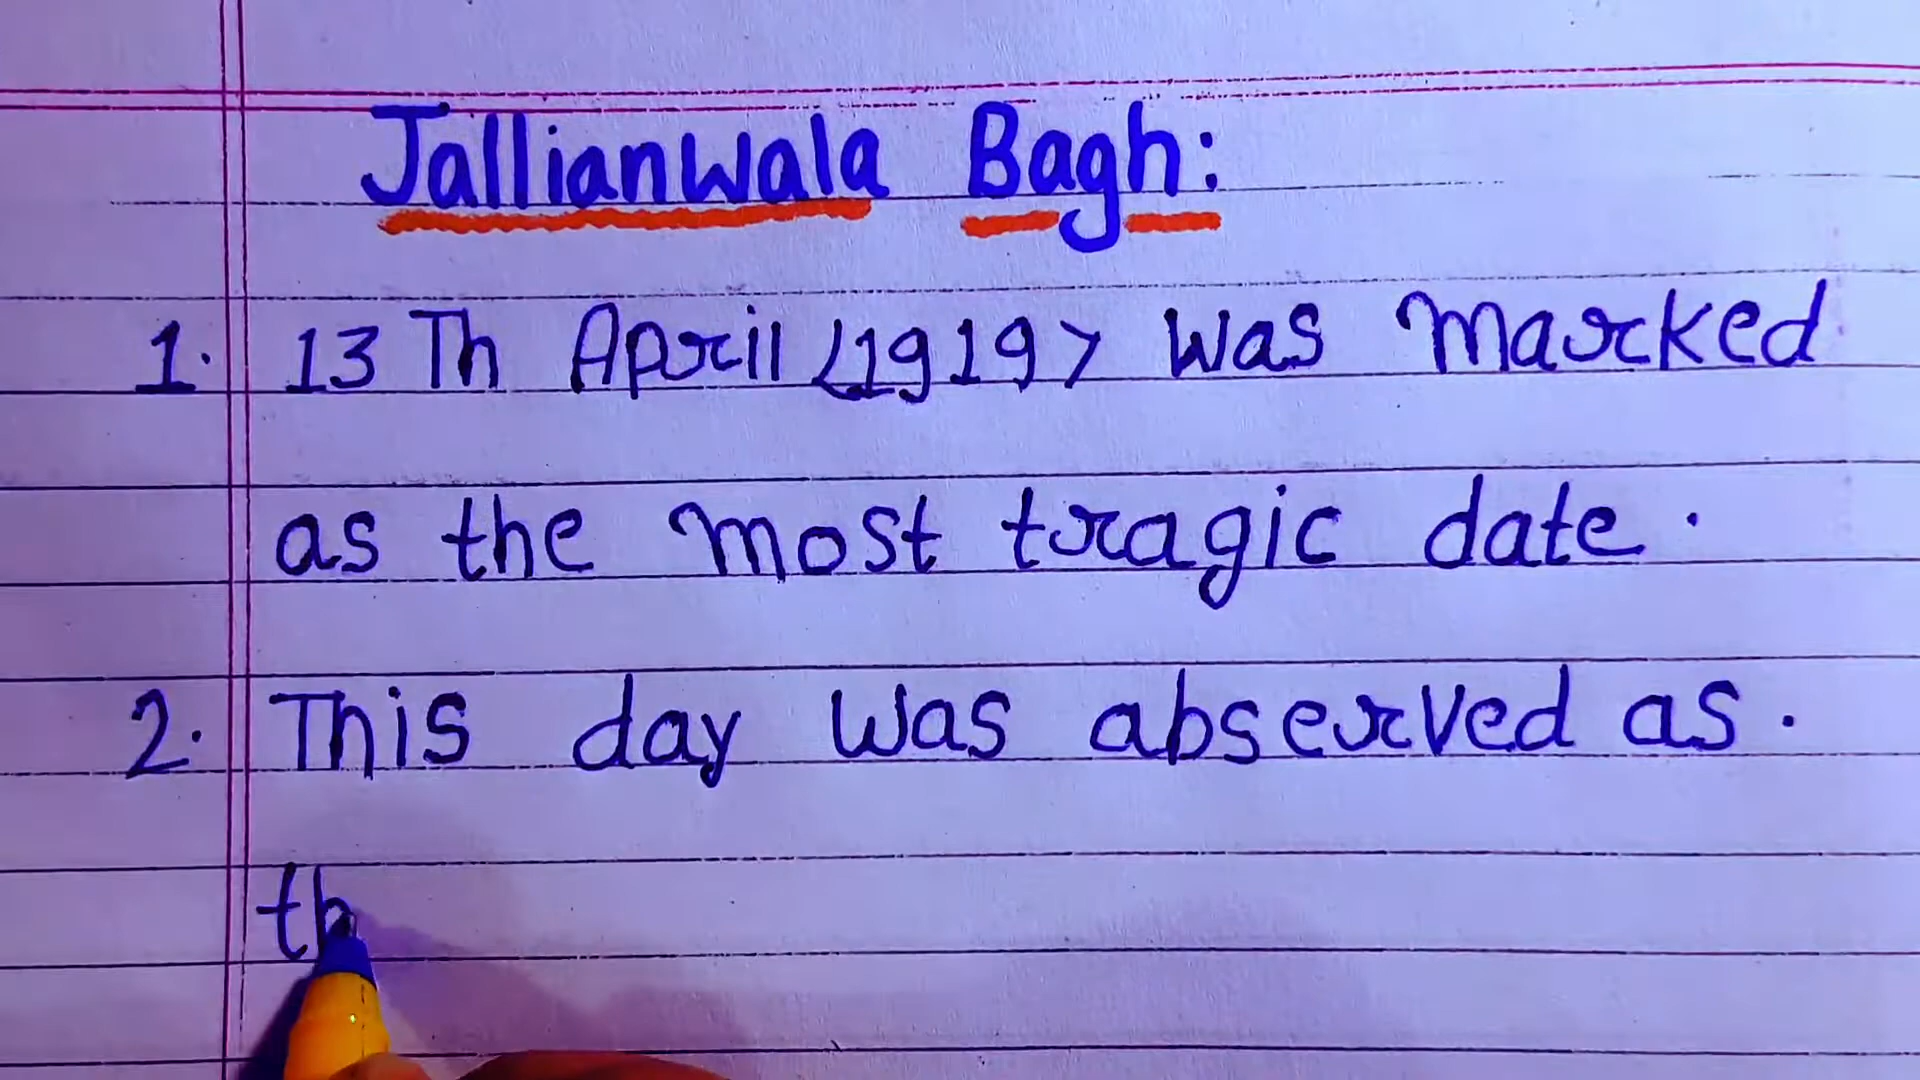 Jallianwala Bagh:
1. 13 Th April <1919> was marked
as the most tragic date.
2. This day was abserved as.
th